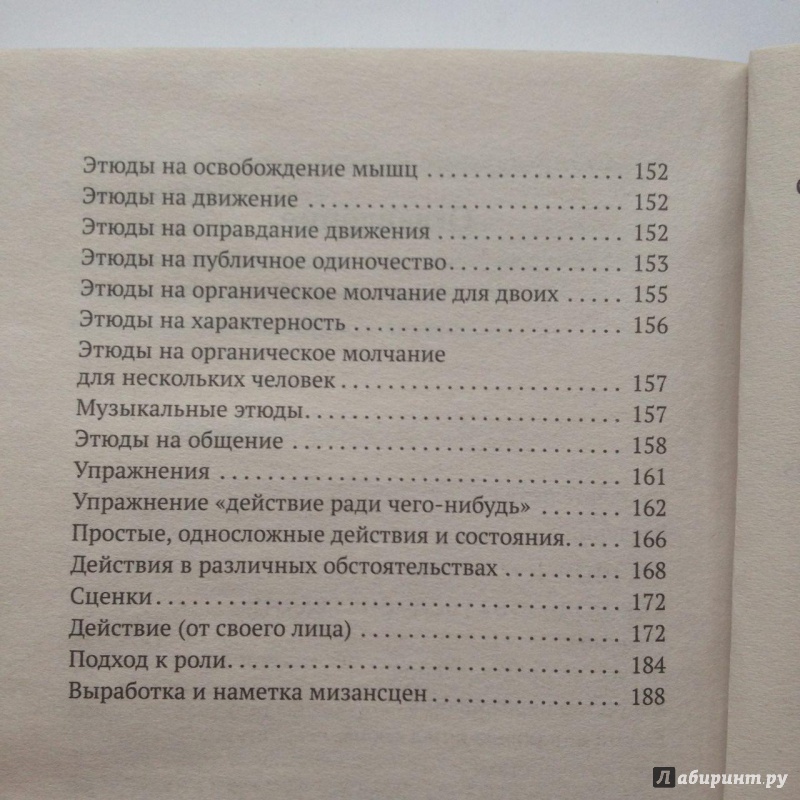 Этюды на освобождение мышц .................. 152
Этюды на движение ............................. 152
Этюды на оправдание движения ................. 152
Этюды на публичное одиночество................ 153
Этюды на органическое молчание для двоих ..... 155
Этюды на характерность ......................... 156
Этюды на органическое молчание
для нескольких человек .......................... 157
Музыкальные этюды............................. 157
Этюды на общение .............................. 158
Упражнения ..................................... 161
Упражнение «действие ради чего-нибудь» ....... 162
Простые, односложные действия и состояния..... 166
Действия в различных обстоятельствах .......... 168
Сценки.......................................... 172
Действие (от своего лица) ....................... 172
Подход к роли................................... 184
Выработка и наметка мизансцен................. 188
Лабиринт.ру